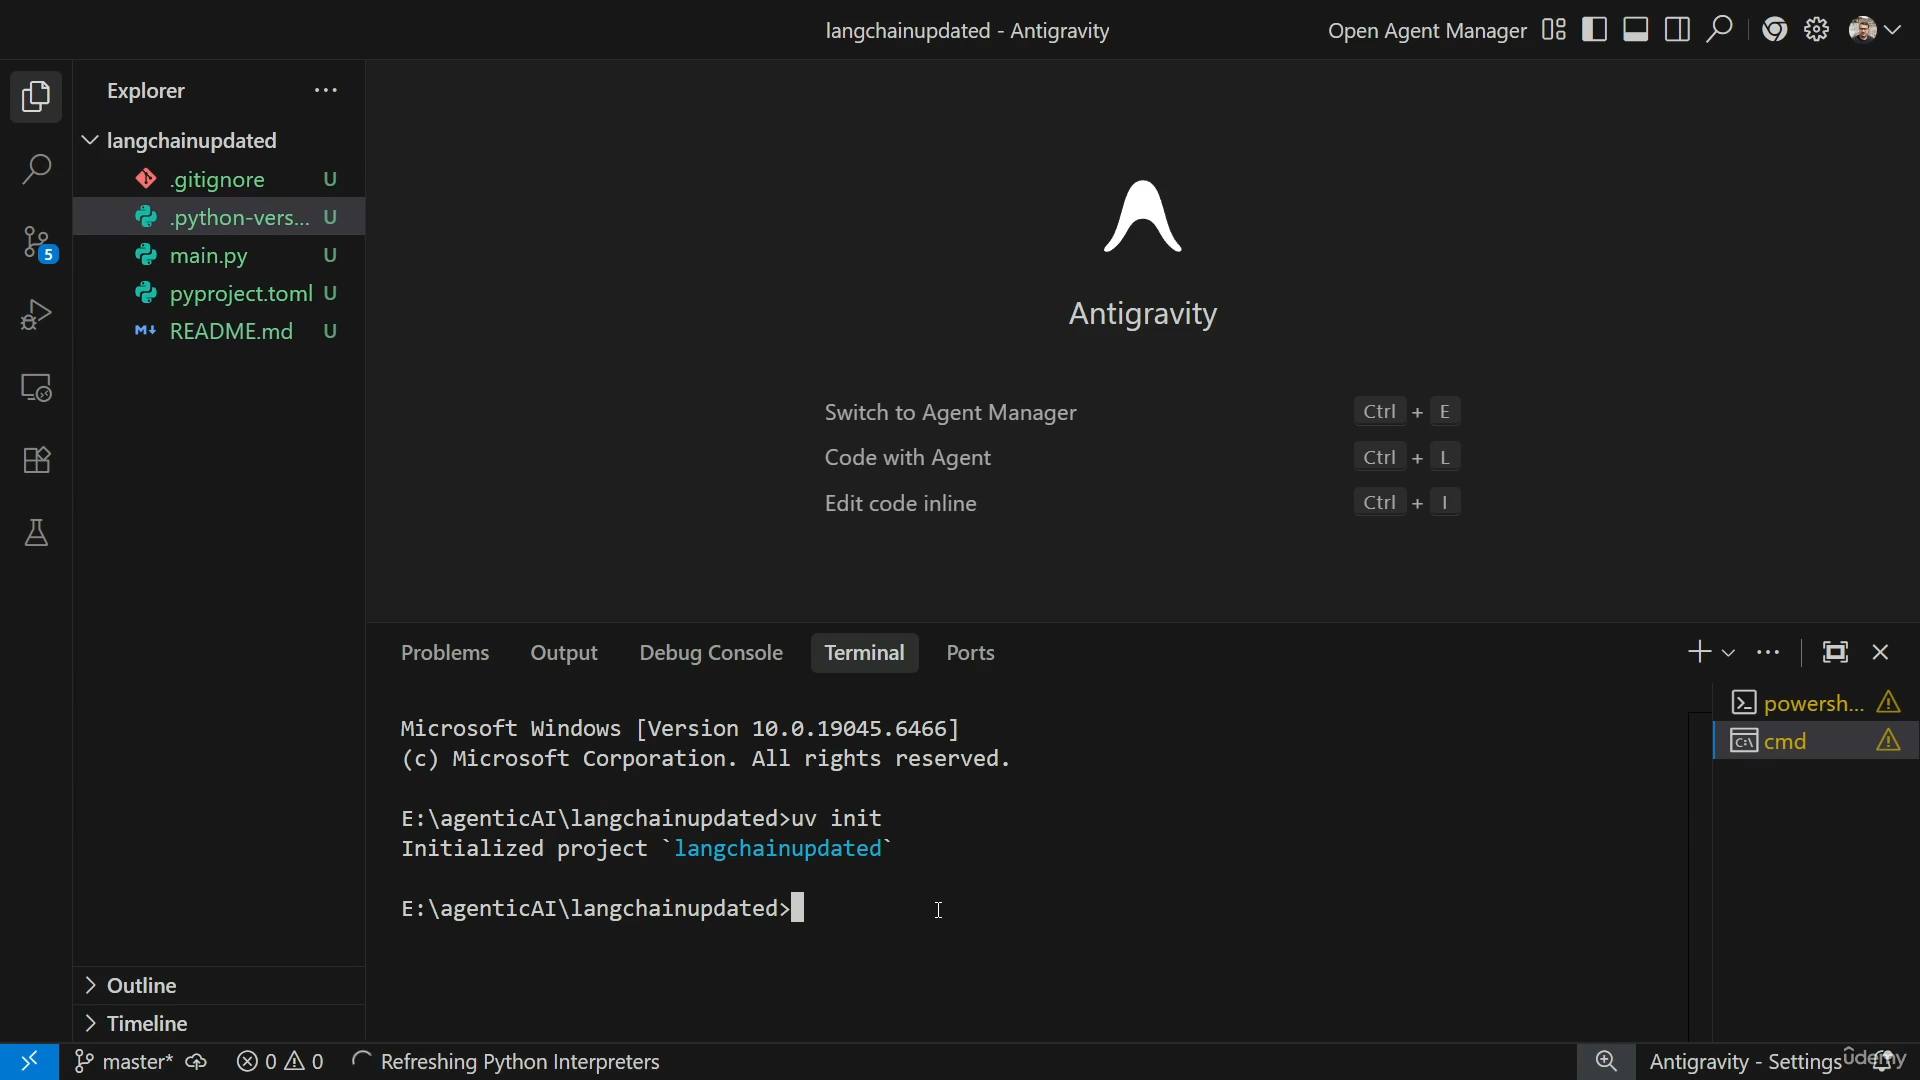 langchainupdated - Antigravity
Open Agent Manager
Explorer
langchainupdated
.gitignore U
.python-vers... U
main.py U
pyproject.toml U
README.md U
5
Antigravity
Switch to Agent Manager Ctrl + E
Code with Agent Ctrl + L
Edit code inline Ctrl + I
Problems Output Debug Console Terminal Ports
Microsoft Windows [Version 10.0.19045.6466]
(c) Microsoft Corporation. All rights reserved.
E:\agenticAI\langchainupdated>uv init
Initialized project `langchainupdated`
E:\agenticAI\langchainupdated>
powersh...
cmd
Outline
Timeline
master* 0 0 Refreshing Python Interpreters
Antigravity - Settings
ûdemy